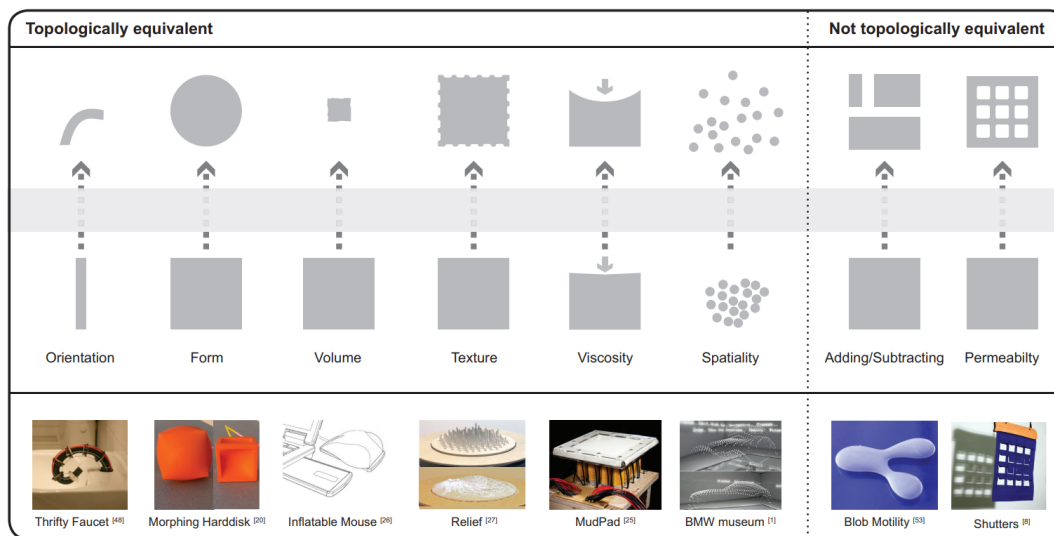 Topologically equivalent
Not topologically equivalent
Orientation
Form
Volume
Texture
Viscosity
Spatiality
Adding/Subtracting
Permeabilty
Thrifty Faucet [48]
Morphing Harddisk [20]
Inflatable Mouse [26]
Relief [27]
MudPad [25]
BMW museum [1]
Blob Motility [53]
Shutters [8]